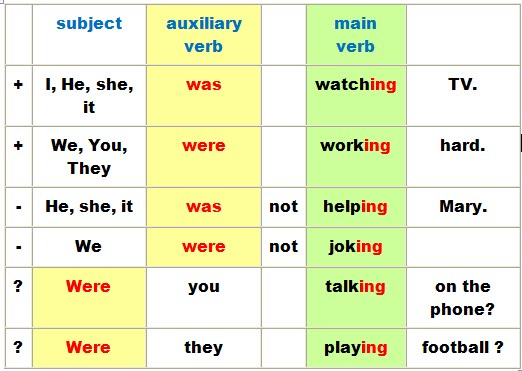 subject auxiliary verb main verb
+ I, He, she, it was watching TV.
+ We, You, They were working hard.
- He, she, it was not helping Mary.
- We were not joking
? Were you talking on the phone?
? Were they playing football ?